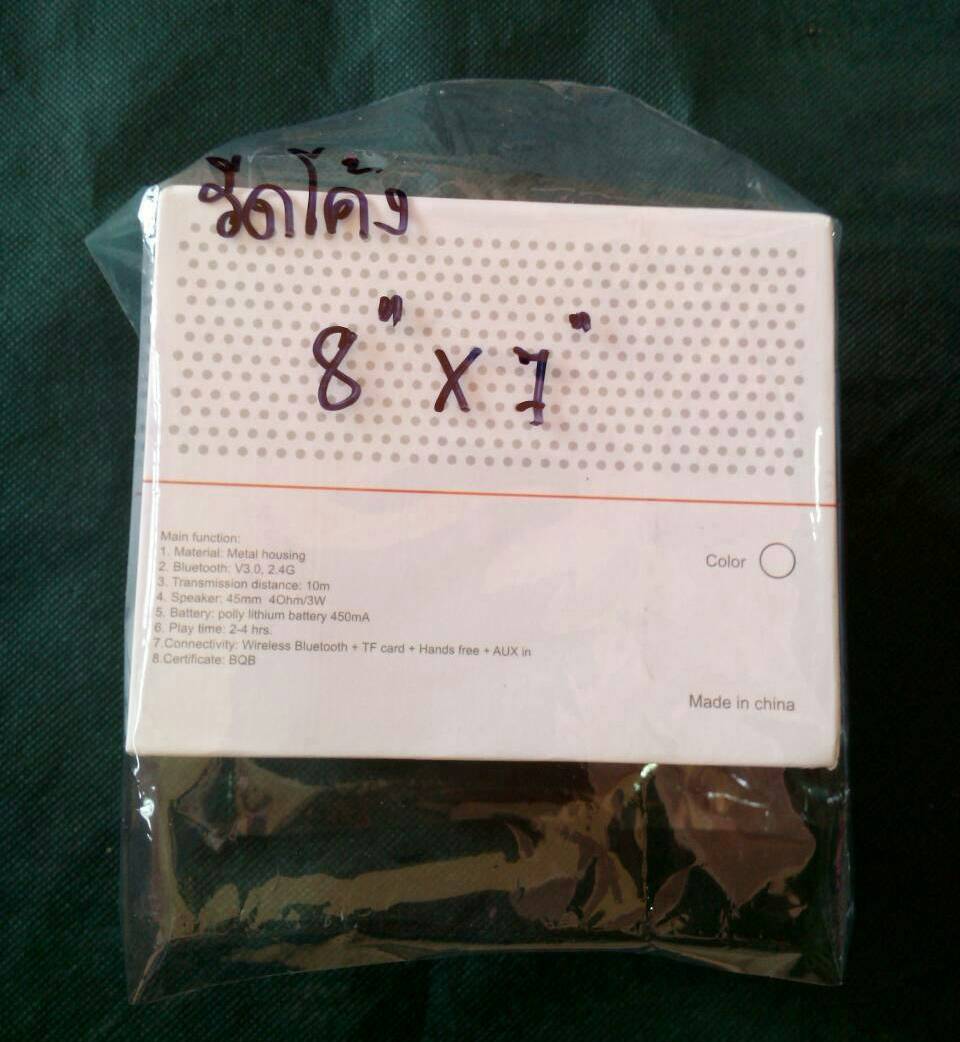 รีดโค้ง
8" x 7"
Main function:
1. Material: Metal housing
2. Bluetooth: V3.0, 2.4G
3. Transmission distance: 10m
4. Speaker: 45mm 4Ohm/3W
5. Battery: polly lithium battery 450mA
6. Play time: 2-4 hrs.
7.Connectivity: Wireless Bluetooth + TF card + Hands free + AUX in
8.Certificate: BQB
Color
Made in china